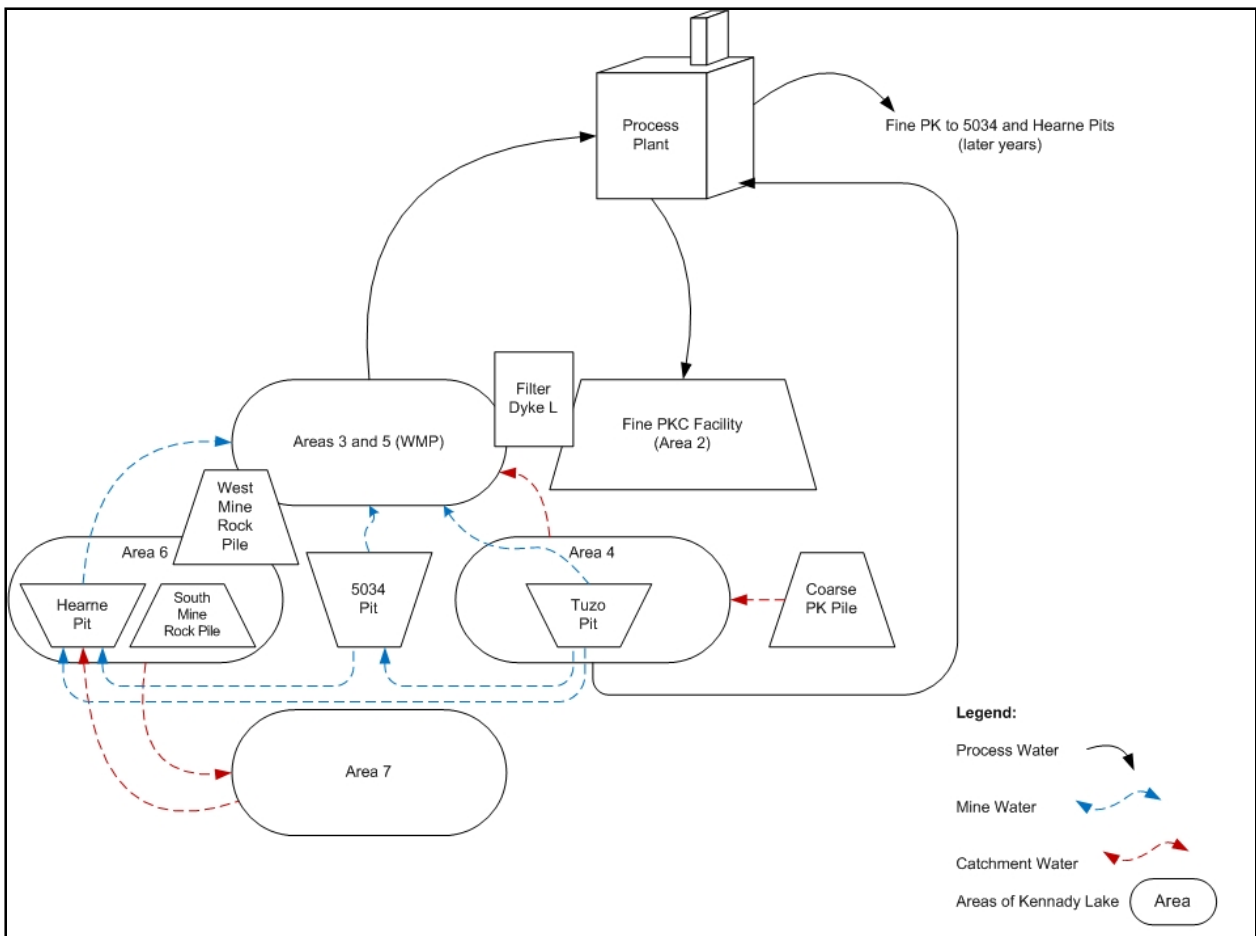 Process
Plant
Fine PK to 5034 and Hearne Pits
(later years)
Filter
Dyke L
Areas 3 and 5 (WMP)
Fine PKC Facility
(Area 2)
West
Mine
Rock
Pile
Area 6
Area 4
Hearne
Pit
South
Mine
Rock Pile
5034
Pit
Tuzo
Pit
Coarse
PK Pile
Area 7
Legend:
Process Water
Mine Water
Catchment Water
Areas of Kennady Lake
Area